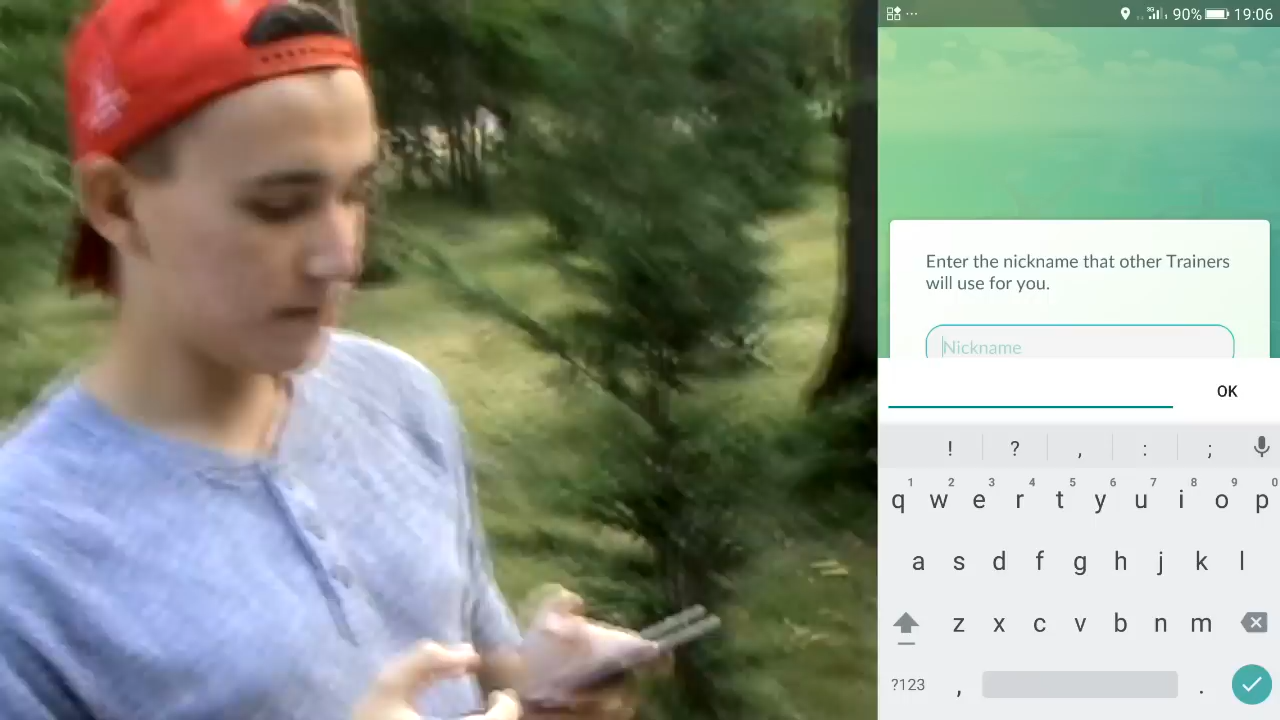 ... 3G 90% 19:06
Enter the nickname that other Trainers
will use for you.
Nickname
OK
! ? , : ;
1 2 3 4 5 6 7 8 9 0
q w e r t y u i o p
a s d f g h j k l
z x c v b n m
?123 , .